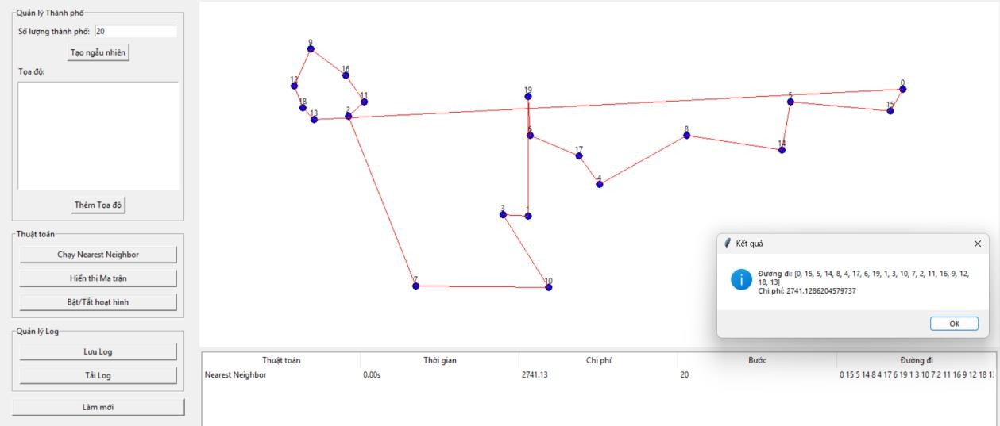 Quản lý Thành phố
Số lượng thành phố: 20
Tạo ngẫu nhiên
Tọa độ:
Thêm Tọa độ
Thuật toán
Chạy Nearest Neighbor
Hiển thị Ma trận
Bật/Tắt hoạt hình
Quản lý Log
Lưu Log
Tải Log
Làm mới
9
16
12
11
18
13
2
19
0
5
15
6
8
17
14
4
3
7
10
Kết quả
Đường đi: [0, 15, 5, 14, 8, 4, 17, 6, 19, 1, 3, 10, 7, 2, 11, 16, 9, 12,
18, 13]
Chi phí: 2741.1286204579737
OK
Thuật toán Thời gian Chi phí Bước Đường đi
Nearest Neighbor 0.00s 2741.13 20 0 15 5 14 8 4 17 6 19 1 3 10 7 2 11 16 9 12 18